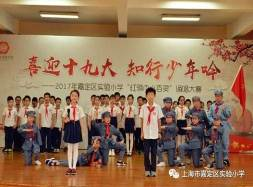 喜迎十九大 知行少年吟
2017年嘉定区实验小学"红领巾百奖"诵读大赛
上海市嘉定区实验小学